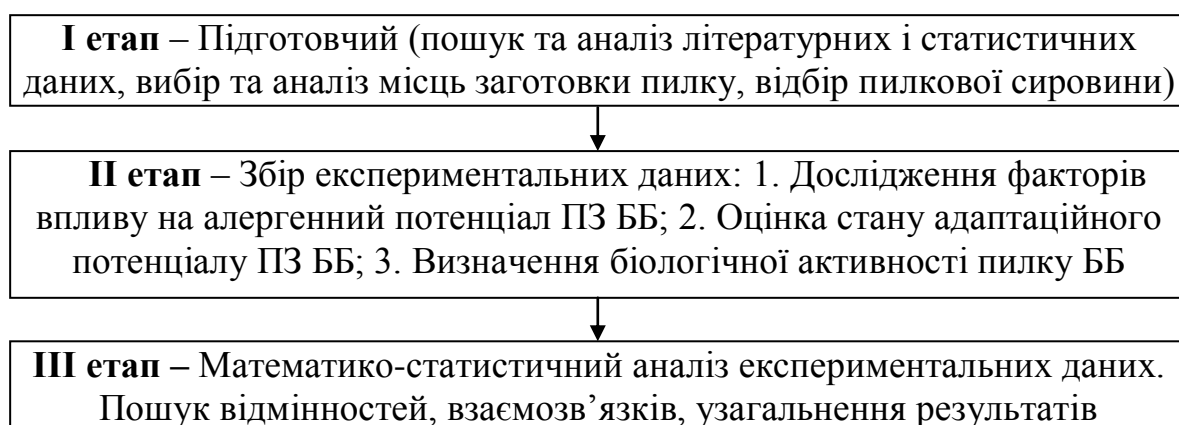 І етап – Підготовчий (пошук та аналіз літературних і статистичних
даних, вибір та аналіз місць заготовки пилку, відбір пилкової сировини)
ІІ етап – Збір експериментальних даних: 1. Дослідження факторів
впливу на алергенний потенціал ПЗ ББ; 2. Оцінка стану адаптаційного
потенціалу ПЗ ББ; 3. Визначення біологічної активності пилку ББ
ІІІ етап – Математико-статистичний аналіз експериментальних даних.
Пошук відмінностей, взаємозв’язків, узагальнення результатів